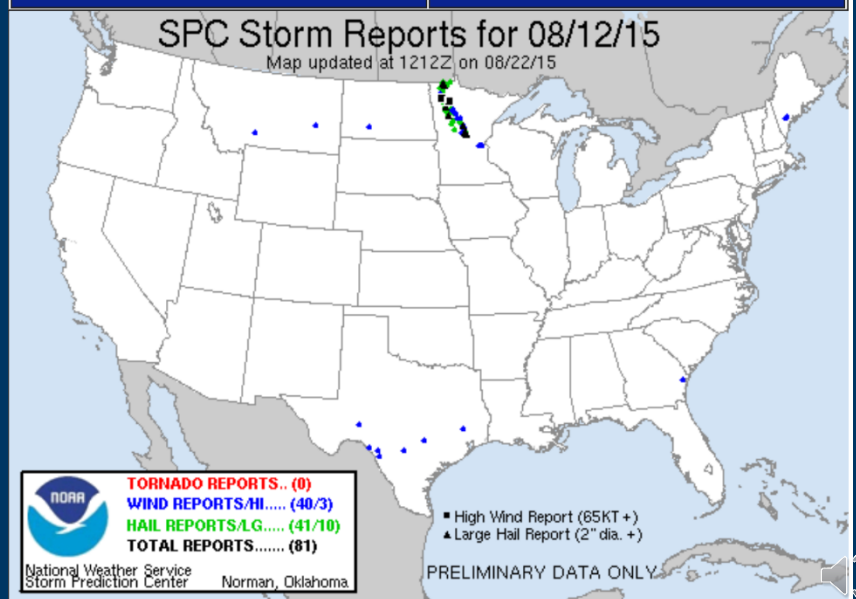 SPC Storm Reports for 08/12/15
Map updated at 1212Z on 08/22/15
NOAA
TORNADO REPORTS.. (0)
WIND REPORTS/HI..... (40/3)
HAIL REPORTS/LG..... (41/10)
TOTAL REPORTS....... (81)
National Weather Service
Storm Prediction Center
Norman, Oklahoma
High Wind Report (65KT +)
Large Hail Report (2" dia. +)
PRELIMINARY DATA ONLY